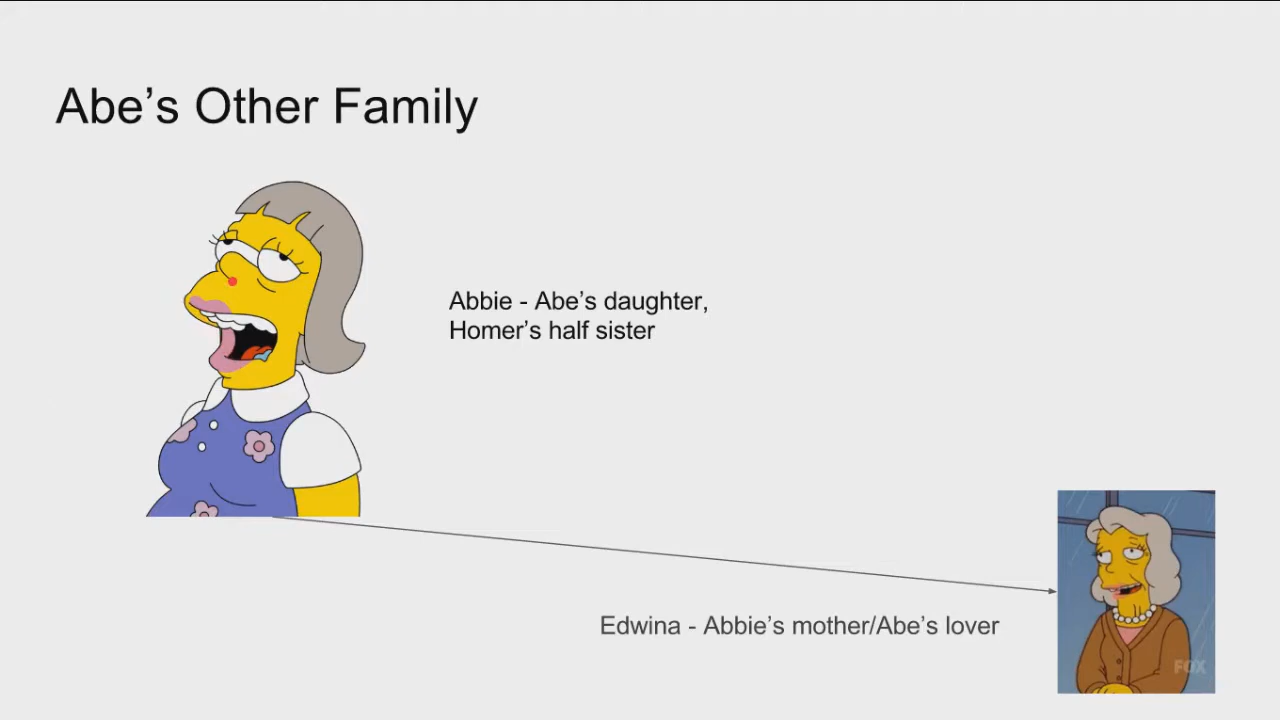 Abe’s Other Family
Abbie - Abe’s daughter,
Homer’s half sister
Edwina - Abbie’s mother/Abe’s lover
FOX